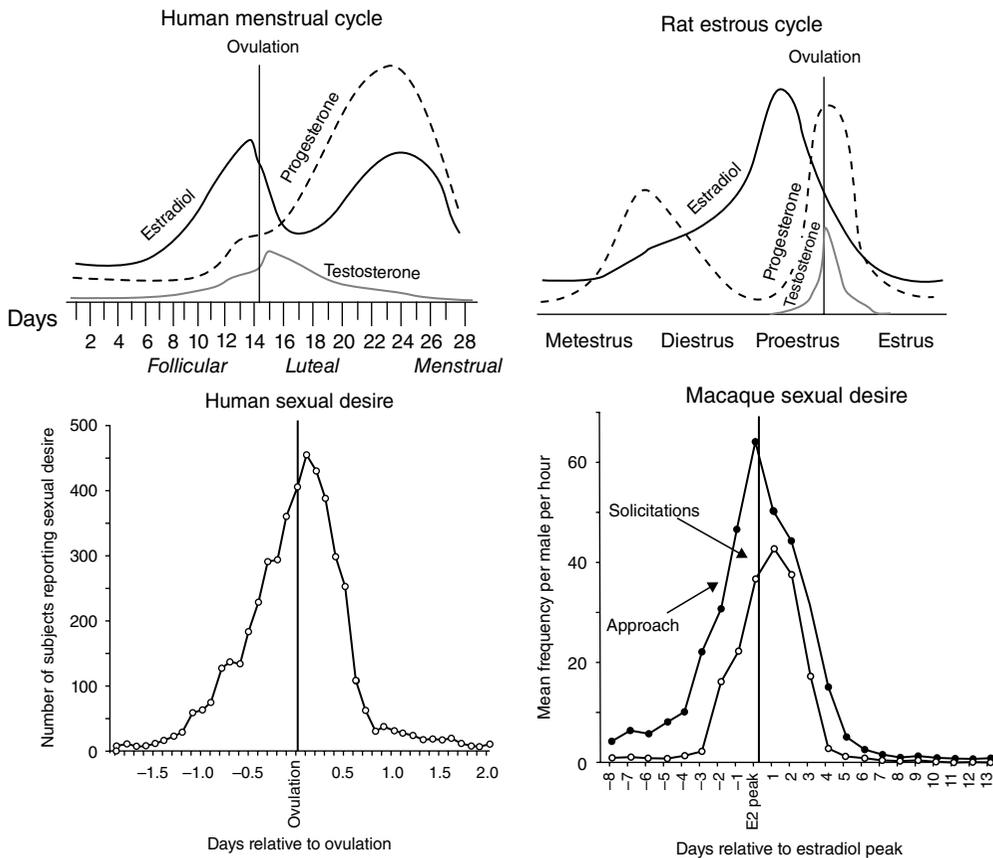 Human menstrual cycle
Ovulation
Estradiol
Progesterone
Testosterone
Days
2 4 6 8 10 12 14 16 18 20 22 24 26 28
Follicular Luteal Menstrual
Rat estrous cycle
Ovulation
Estradiol
Progesterone
Testosterone
Metestrus Diestrus Proestrus Estrus
Human sexual desire
Number of subjects reporting sexual desire
500
400
300
200
100
0
−1.5 −1.0 −0.5 Ovulation 0.5 1.0 1.5 2.0
Days relative to ovulation
Macaque sexual desire
Mean frequency per male per hour
60
40
20
0
Solicitations
Approach
−8 −7 −6 −5 −4 −3 −2 −1 E2 peak 1 2 3 4 5 6 7 8 9 10 11 12 13
Days relative to estradiol peak